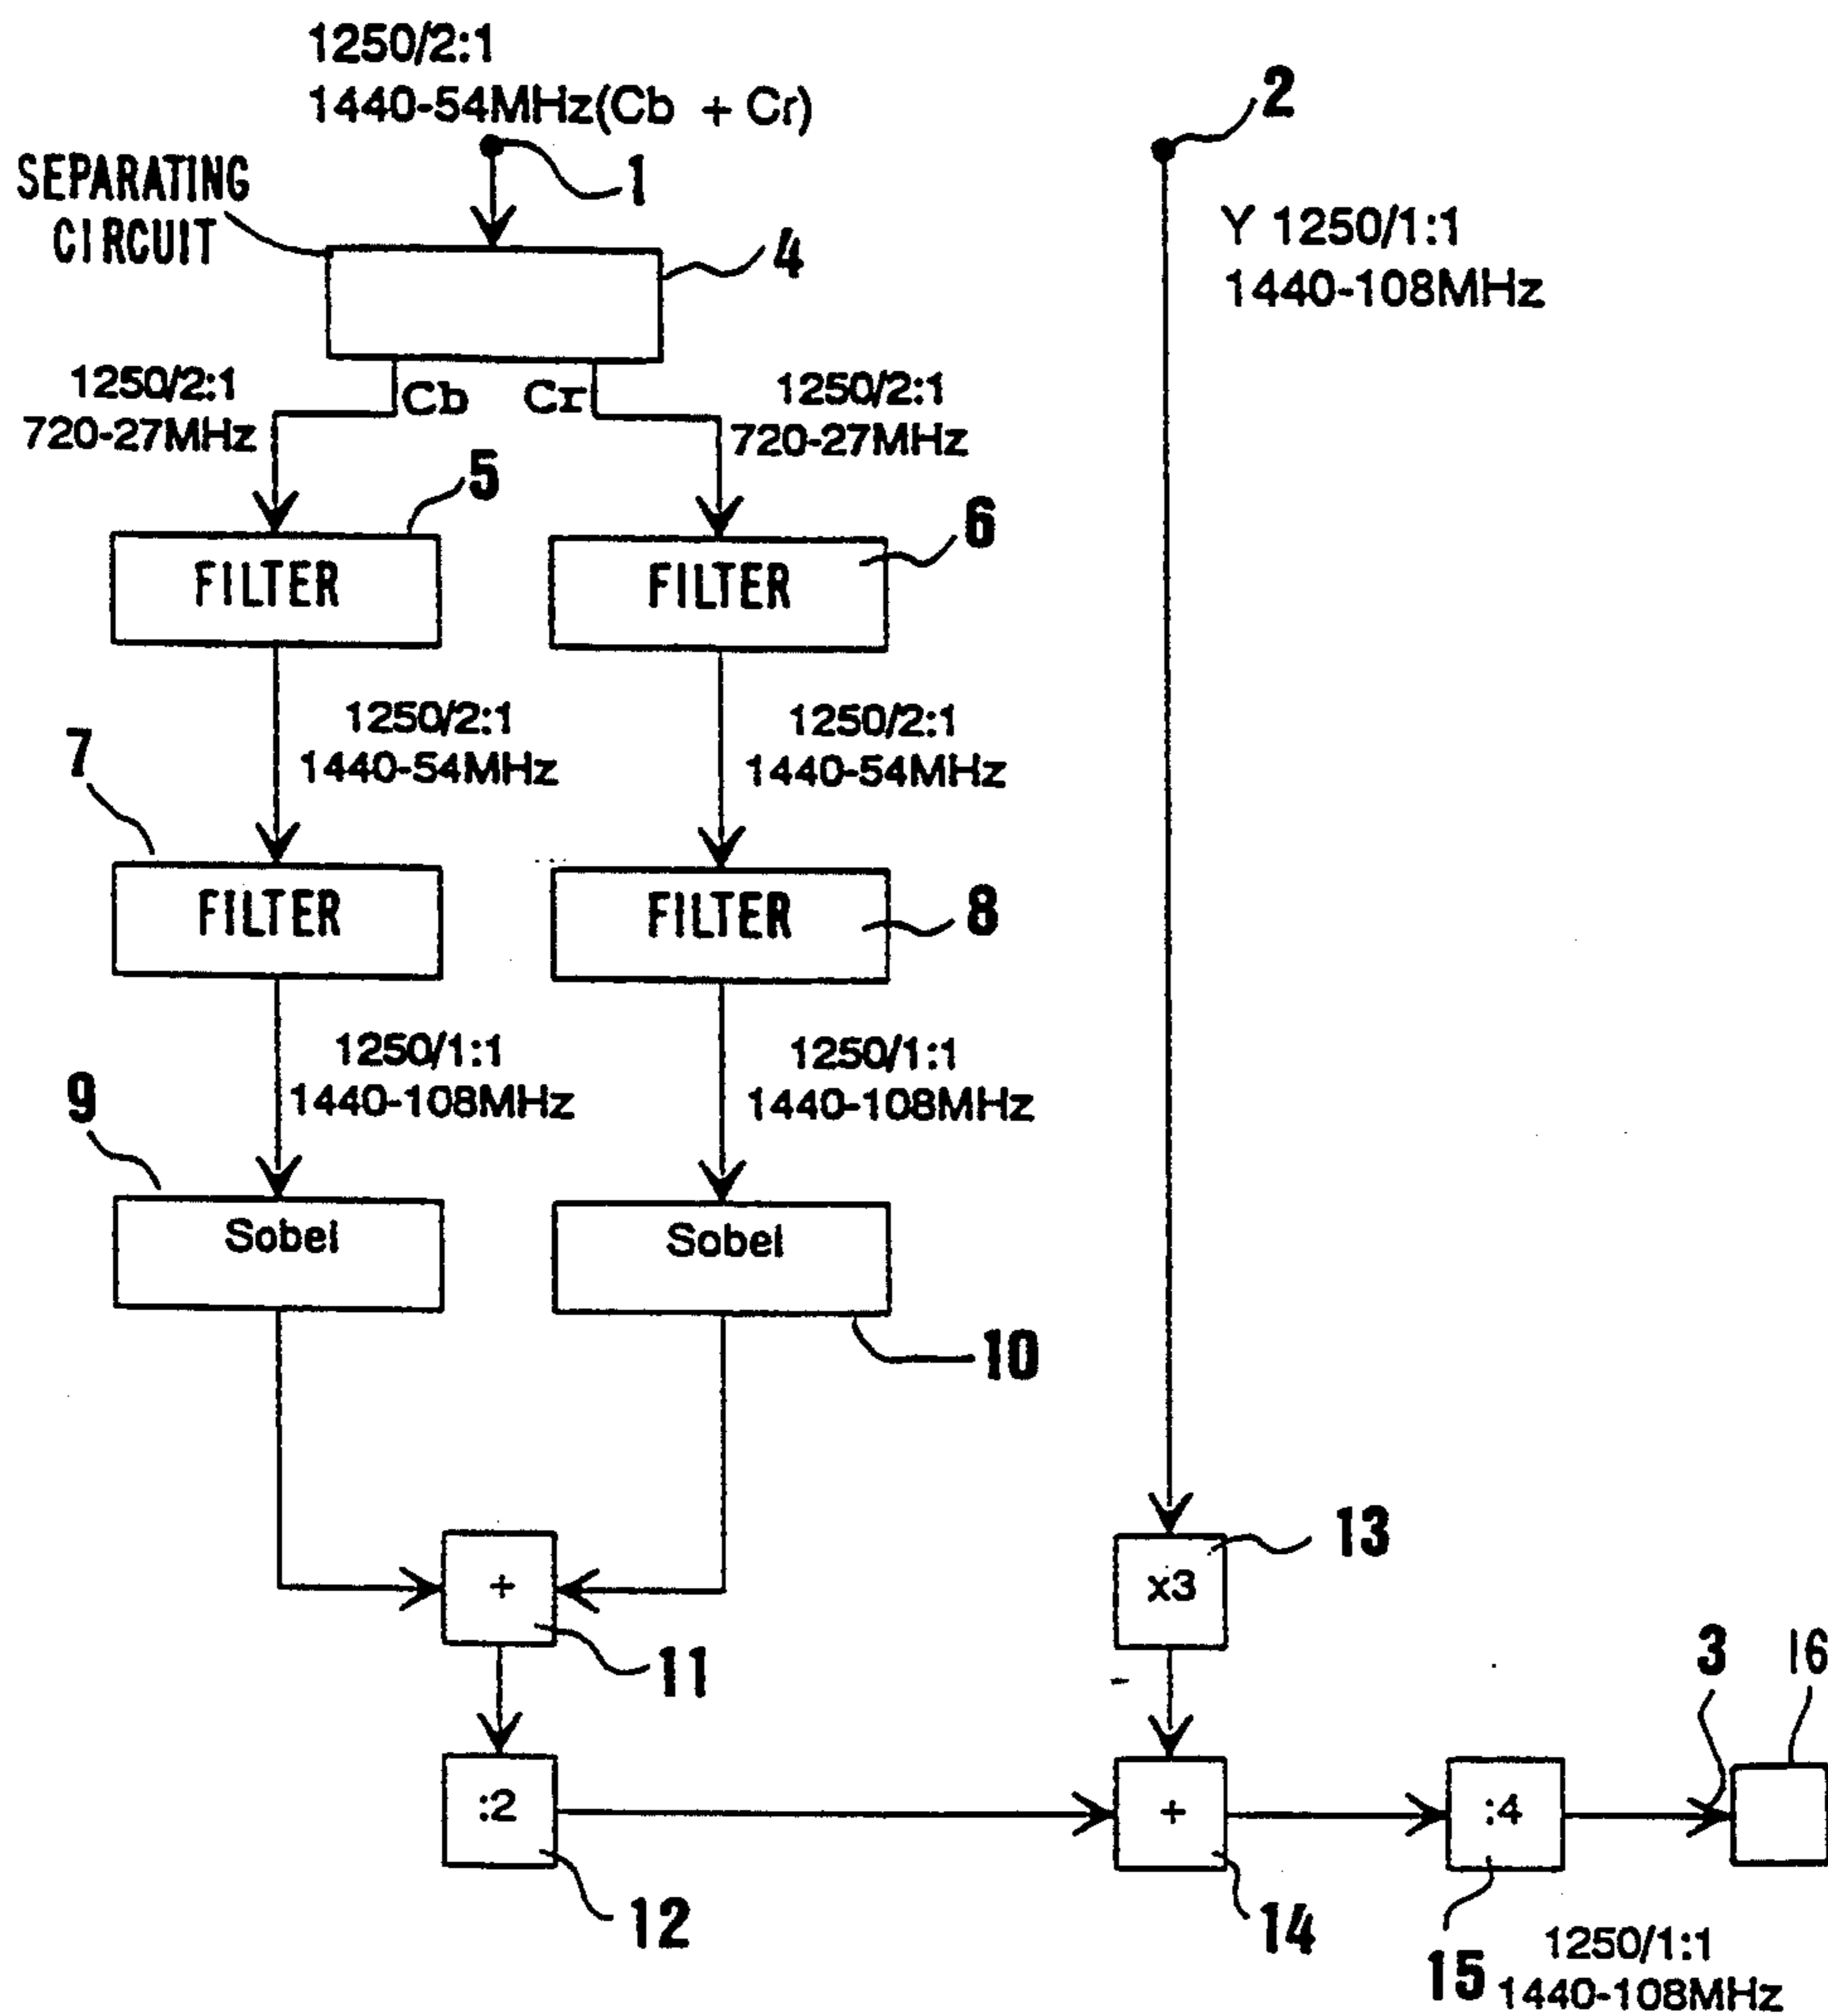 1250/2:1
1440-54MHz(Cb + Cr)
1
2
SEPARATING
CIRCUIT
4
Y 1250/1:1
1440-108MHz
1250/2:1
720-27MHz
Cb
Cr
1250/2:1
720-27MHz
5
6
FILTER
FILTER
1250/2:1
1440-54MHz
1250/2:1
1440-54MHz
7
FILTER
FILTER
8
1250/1:1
1440-108MHz
1250/1:1
1440-108MHz
9
Sobel
Sobel
10
+
11
x3
13
:2
12
+
14
:4
15
3
16
1250/1:1
1440-108MHz